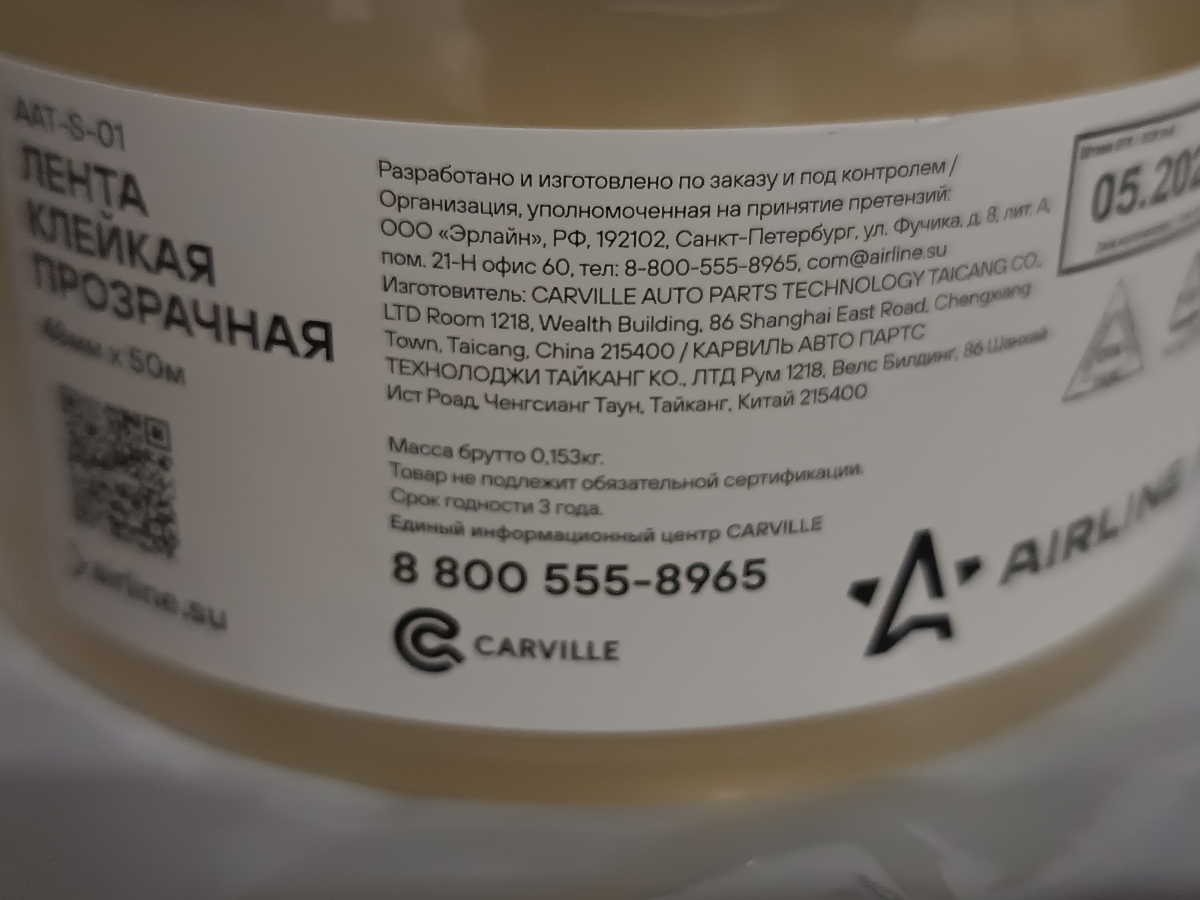 AAT-S-01
ЛЕНТА
КЛЕЙКАЯ
ПРОЗРАЧНАЯ
48мм x 50м
airline.su
Разработано и изготовлено по заказу и под контролем /
Организация, уполномоченная на принятие претензий:
ООО «Эрлайн», РФ, 192102, Санкт-Петербург, ул. Фучика, д. 8, лит. А,
пом. 21-Н офис 60, тел: 8-800-555-8965, com@airline.su
Изготовитель: CARVILLE AUTO PARTS TECHNOLOGY TAICANG CO.,
LTD Room 1218, Wealth Building, 86 Shanghai East Road, Chengxiang
Town, Taicang, China 215400 / КАРВИЛЬ АВТО ПАРТС
ТЕХНОЛОДЖИ ТАЙКАНГ КО., ЛТД Рум 1218, Велс Билдинг, 86 Шанхай
Ист Роад, Ченгсианг Таун, Тайканг, Китай 215400
Масса брутто 0,153кг.
Товар не подлежит обязательной сертификации.
Срок годности 3 года.
Единый информационный центр CARVILLE
8 800 555-8965
CARVILLE
05.202
AIRLINE